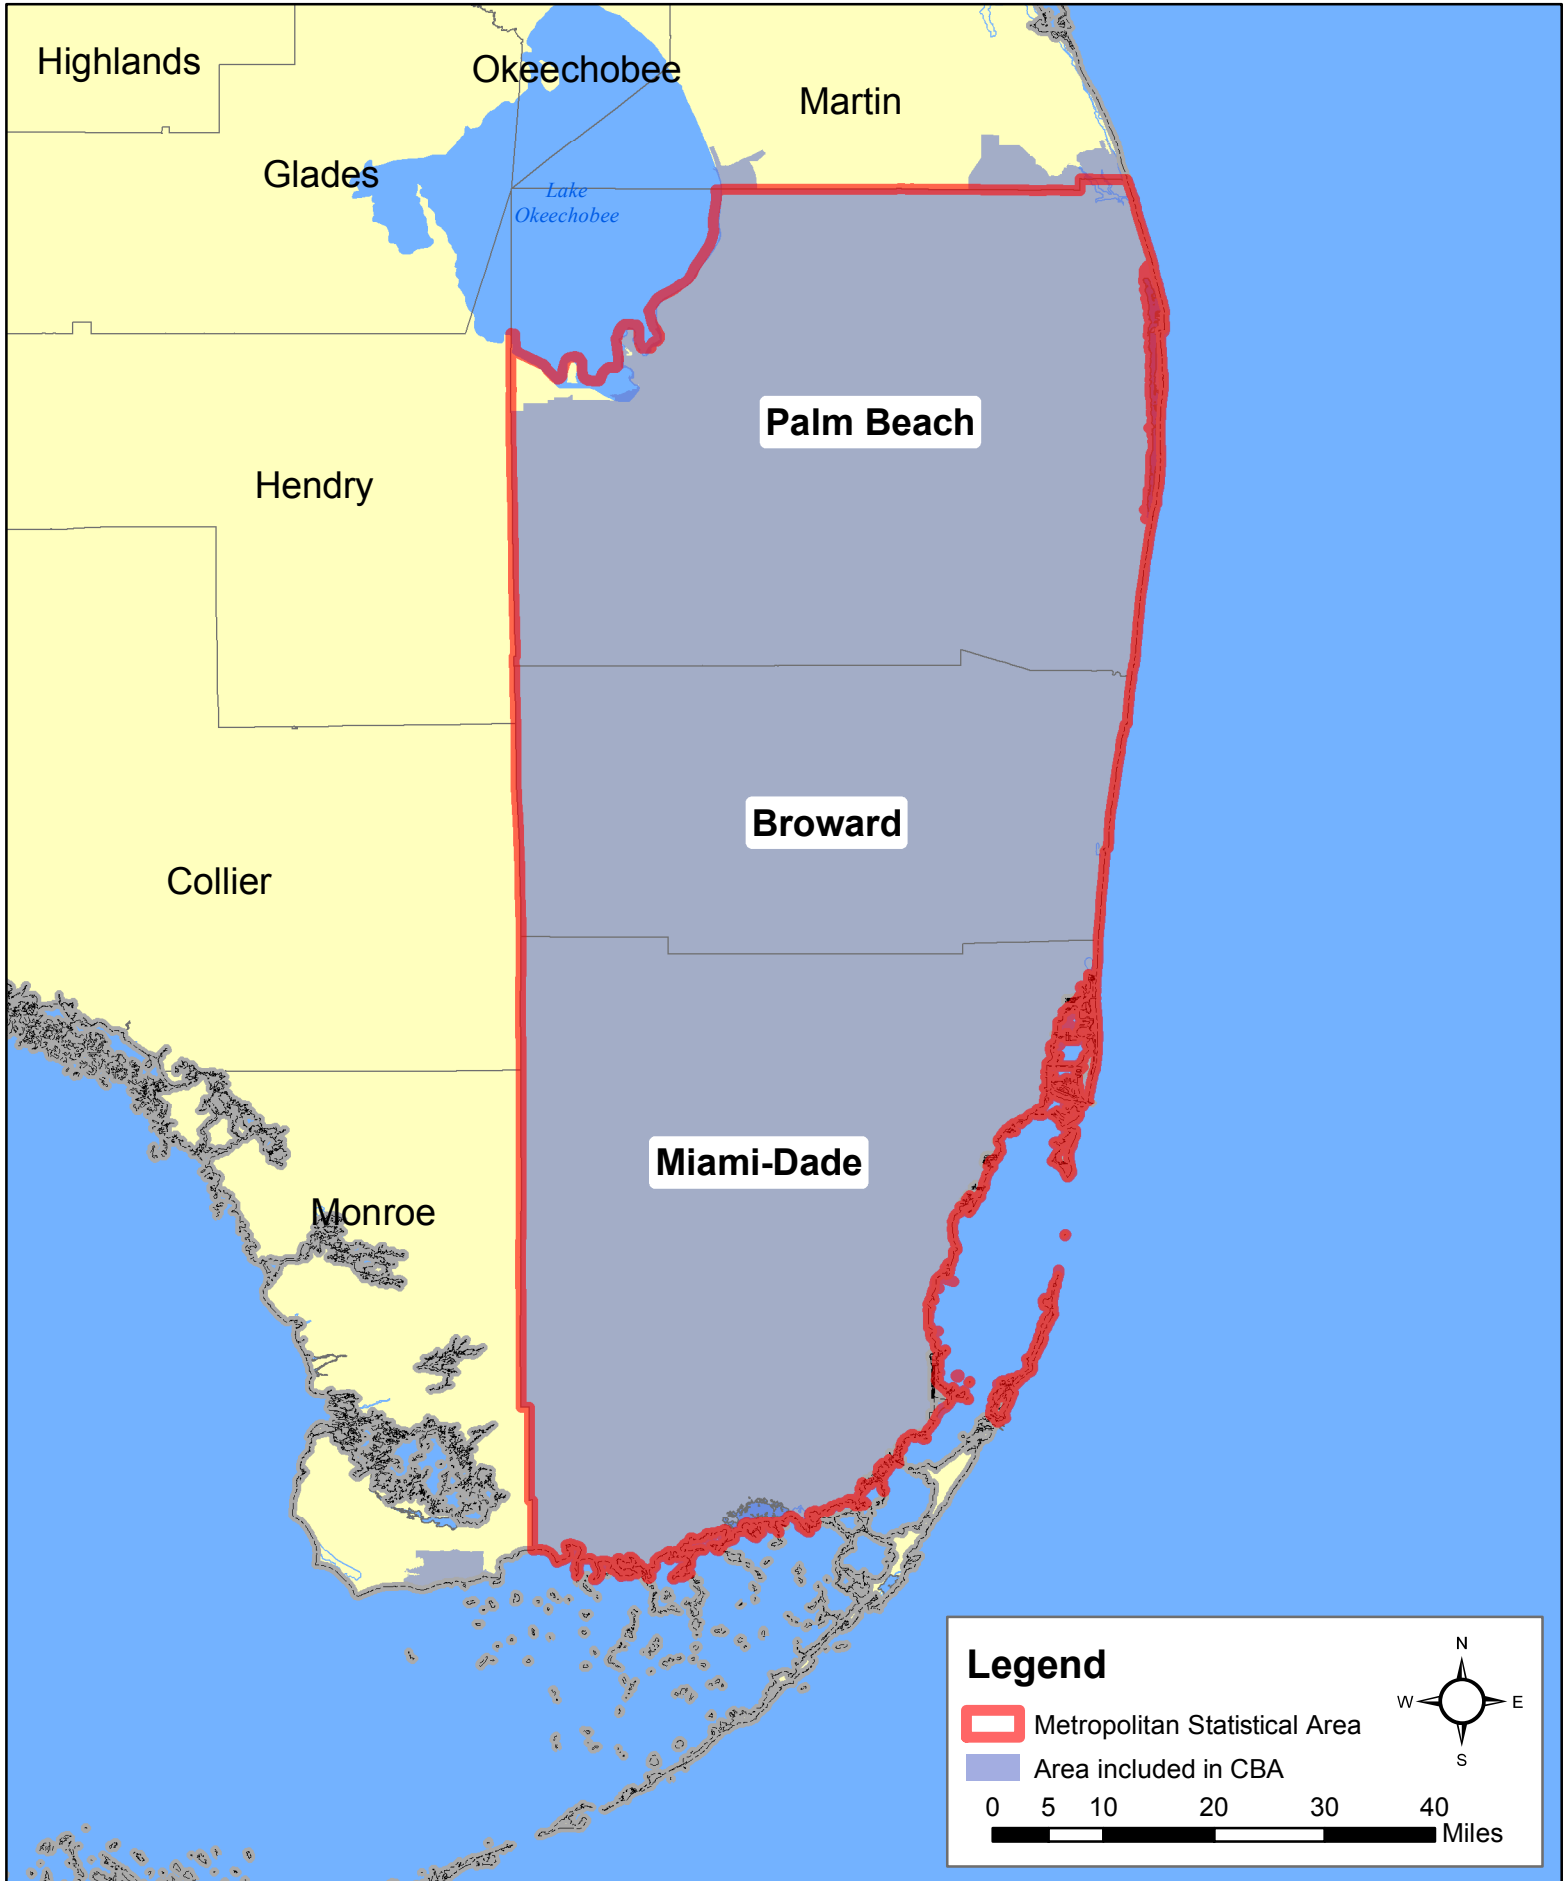 Highlands
Okeechobee
Martin
Glades
Lake
Okeechobee
Palm Beach
Hendry
Broward
Collier
Miami-Dade
Monroe
Legend
N
W
E
S
Metropolitan Statistical Area
Area included in CBA
0 5 10 20 30 40
Miles